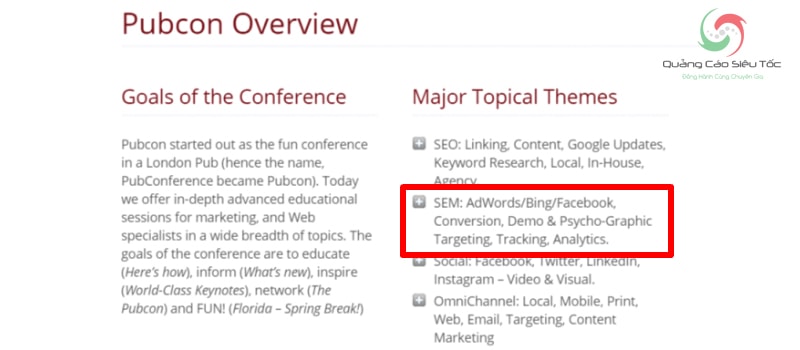 Pubcon Overview
Quảng Cáo Siêu Tốc
Đồng Hành Cùng Chuyên Gia
Goals of the Conference
Pubcon started out as the fun conference
in a London Pub (hence the name,
PubConference became Pubcon). Today
we offer in-depth advanced educational
sessions for marketing, and Web
specialists in a wide breadth of topics. The
goals of the conference are to educate
(Here's how), inform (What's new), inspire
(World-Class Keynotes), network (The
Pubcon) and FUN! (Florida – Spring Break!)
Major Topical Themes
SEO: Linking, Content, Google Updates,
Keyword Research, Local, In-House,
Agency
SEM: AdWords/Bing/Facebook,
Conversion, Demo & Psycho-Graphic
Targeting, Tracking, Analytics.
Social: Facebook, Twitter, LinkedIn,
Instagram – Video & Visual.
OmniChannel: Local, Mobile, Print,
Web, Email, Targeting, Content
Marketing